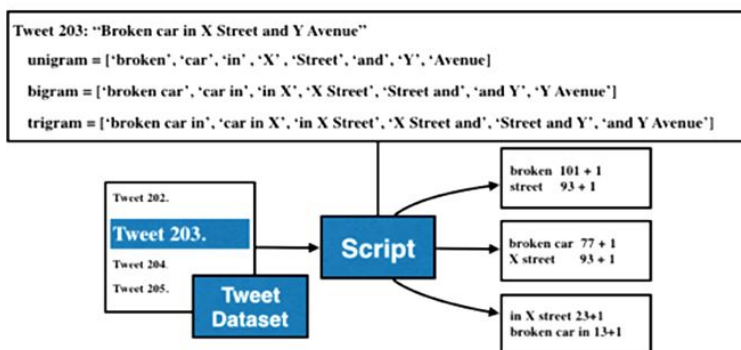 Tweet 203: “Broken car in X Street and Y Avenue”
unigram = [‘broken’, ‘car’, ‘in’ , ‘X’ , ‘Street’, ‘and’, ‘Y’, ‘Avenue]
bigram = [‘broken car’, ‘car in’, ‘in X’, ‘X Street’, ‘Street and’, ‘and Y’, ‘Y Avenue’]
trigram = [‘broken car in’, ‘car in X’, ‘in X Street’, ‘X Street and’, ‘Street and Y’, ‘and Y Avenue’]
Tweet 202.
Tweet 203.
Tweet 204.
Tweet 205.
Tweet
Dataset
Script
broken 101 + 1
street 93 + 1
broken car 77 + 1
X street 93 + 1
in X street 23+1
broken car in 13+1